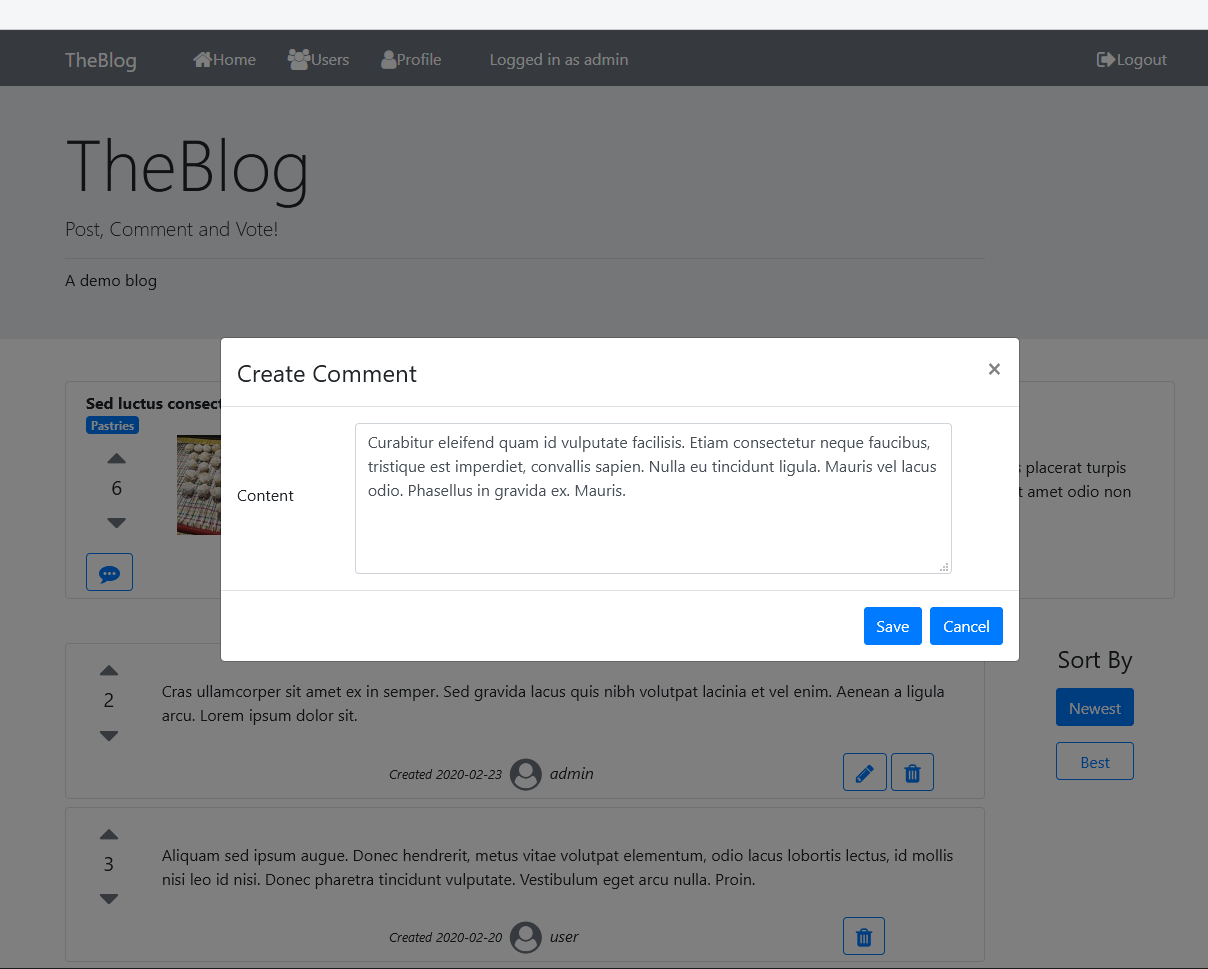 TheBlog
Home
Users
Profile
Logged in as admin
Logout
TheBlog
Post, Comment and Vote!
A demo blog
Create Comment
×
Sed luctus
Pastries
6
placerat turpis
amet odio non
Content
Curabitur eleifend quam id vulputate facilisis. Etiam consectetur neque faucibus,
tristique est imperdiet, convallis sapien. Nulla eu tincidunt ligula. Mauris vel lacus
odio. Phasellus in gravida ex. Mauris.
Save
Cancel
2
Cras ullamcorper sit amet ex in semper. Sed gravida lacus quis nibh volutpat lacinia et vel enim. Aenean a ligula
arcu. Lorem ipsum dolor sit.
Created 2020-02-23
admin
Sort By
Newest
Best
3
Aliquam sed ipsum augue. Donec hendrerit, metus vitae volutpat elementum, odio lacus lobortis lectus, id mollis
nisi leo id nisi. Donec pharetra tincidunt vulputate. Vestibulum eget arcu nulla. Proin.
Created 2020-02-20
user